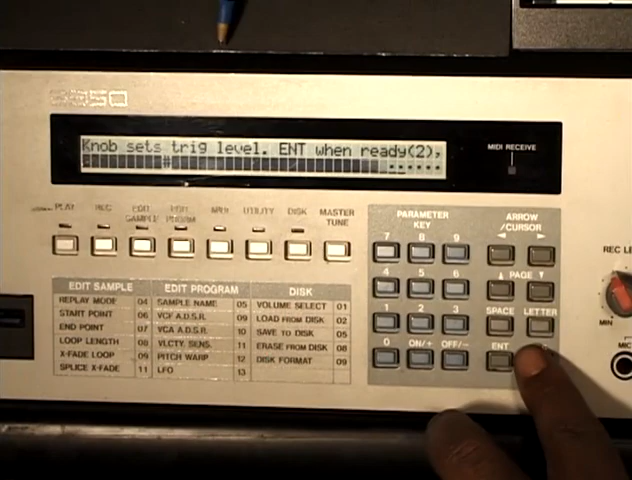 S950
Knob sets trig level. ENT when ready(2),
MIDI RECEIVE
PLAY
REC
EDIT SAMPLE
EDIT PROGRM
MIDI
UTILITY
DISK
MASTER TUNE
PARAMETER KEY
ARROW /CURSOR
7
8
9
4
5
6
PAGE
1
2
3
SPACE
LETTER
0
ON/+
OFF/−
ENT
REC LE
MIN
MIC
EDIT SAMPLE
REPLAY MODE 04
START POINT 06
END POINT 07
LOOP LENGTH 08
X-FADE LOOP 09
SPLICE X-FADE 11
EDIT PROGRAM
SAMPLE NAME 05
VCF A.D.S.R. 09
VCA A.D.S.R. 10
VLCTY. SENS. 11
PITCH WARP 12
LFO 13
DISK
VOLUME SELECT 01
LOAD FROM DISK 02
SAVE TO DISK 05
ERASE FROM DISK 08
DISK FORMAT 09